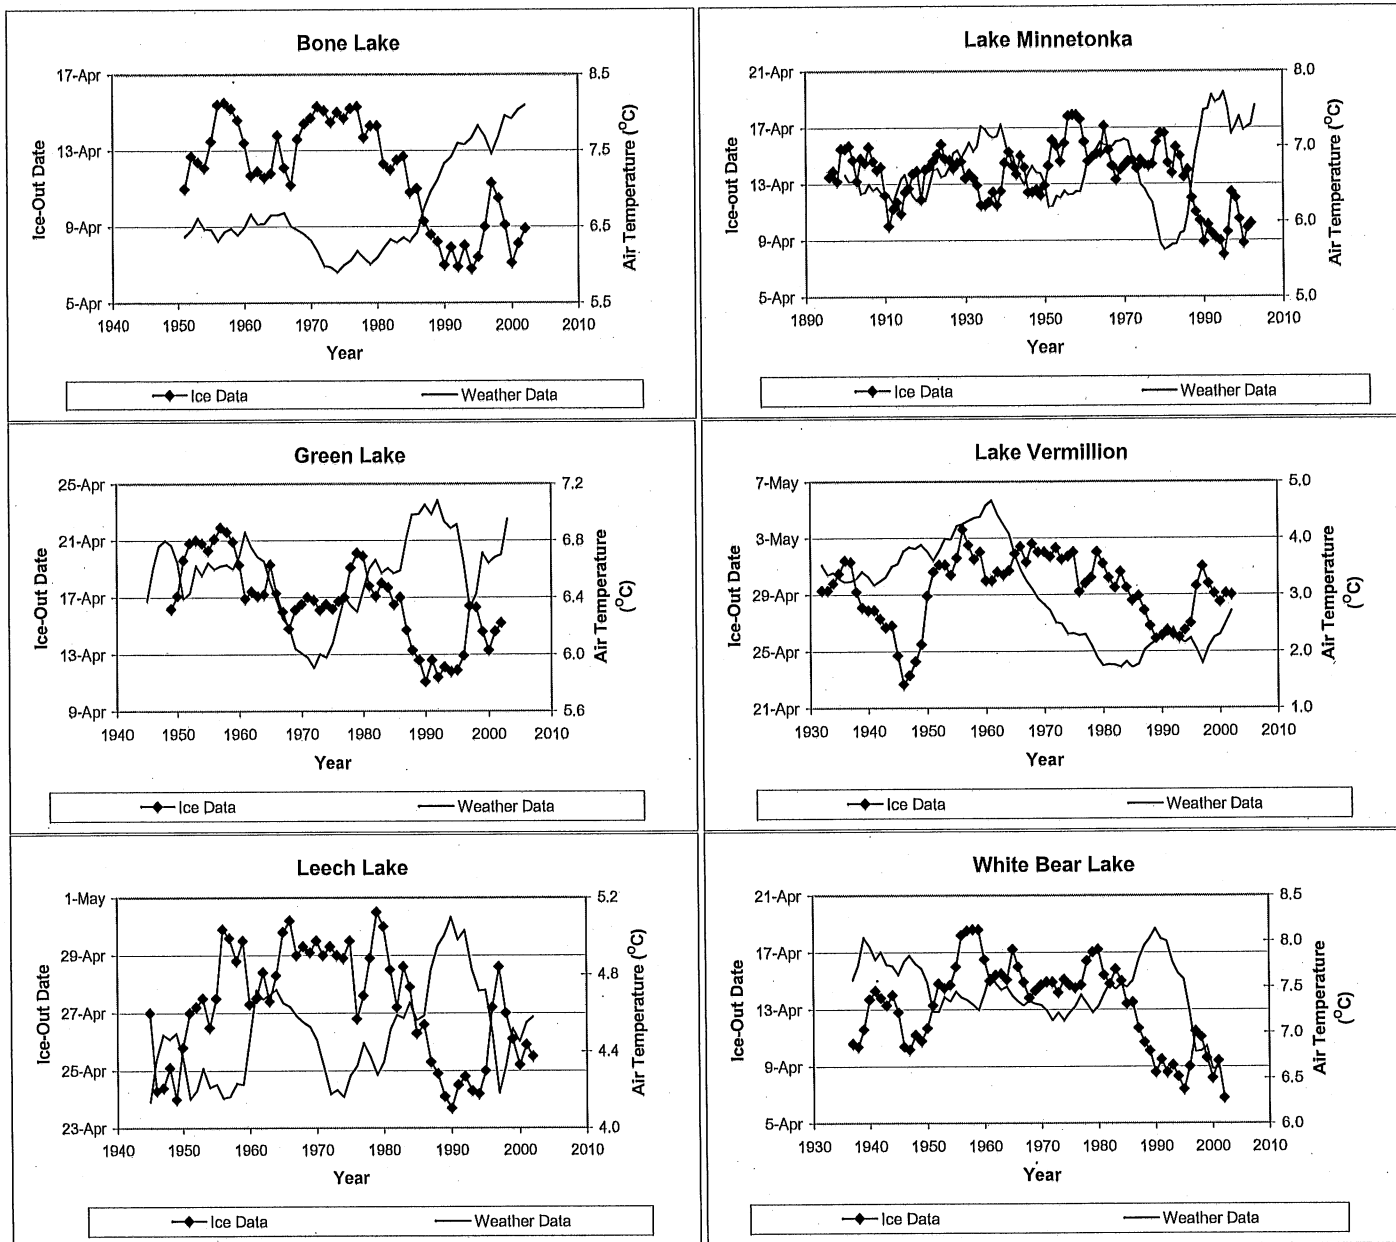 Bone Lake
17-Apr
13-Apr
9-Apr
5-Apr
Ice-Out Date
8.5
7.5
6.5
5.5
Air Temperature (°C)
1940 1950 1960 1970 1980 1990 2000 2010
Year
Ice Data Weather Data
Lake Minnetonka
21-Apr
17-Apr
13-Apr
9-Apr
5-Apr
Ice-Out Date
8.0
7.0
6.0
5.0
Air Temperature (°C)
1890 1910 1930 1950 1970 1990 2010
Year
Ice Data Weather Data
Green Lake
25-Apr
21-Apr
17-Apr
13-Apr
9-Apr
Ice-Out Date
7.2
6.8
6.4
6.0
5.6
Air Temperature
(°C)
1940 1950 1960 1970 1980 1990 2000 2010
Year
Ice Data Weather Data
Lake Vermillion
7-May
3-May
29-Apr
25-Apr
21-Apr
Ice-Out Date
5.0
4.0
3.0
2.0
1.0
Air Temperature
(°C)
1930 1940 1950 1960 1970 1980 1990 2000 2010
Year
Ice Data Weather Data
Leech Lake
1-May
29-Apr
27-Apr
25-Apr
23-Apr
Ice-Out Date
5.2
4.8
4.4
4.0
Air Temperature (°C)
1940 1950 1960 1970 1980 1990 2000 2010
Year
Ice Data Weather Data
White Bear Lake
21-Apr
17-Apr
13-Apr
9-Apr
5-Apr
Ice-Out Date
8.5
8.0
7.5
7.0
6.5
6.0
Air Temperature
(°C)
1930 1940 1950 1960 1970 1980 1990 2000 2010
Year
Ice Data Weather Data